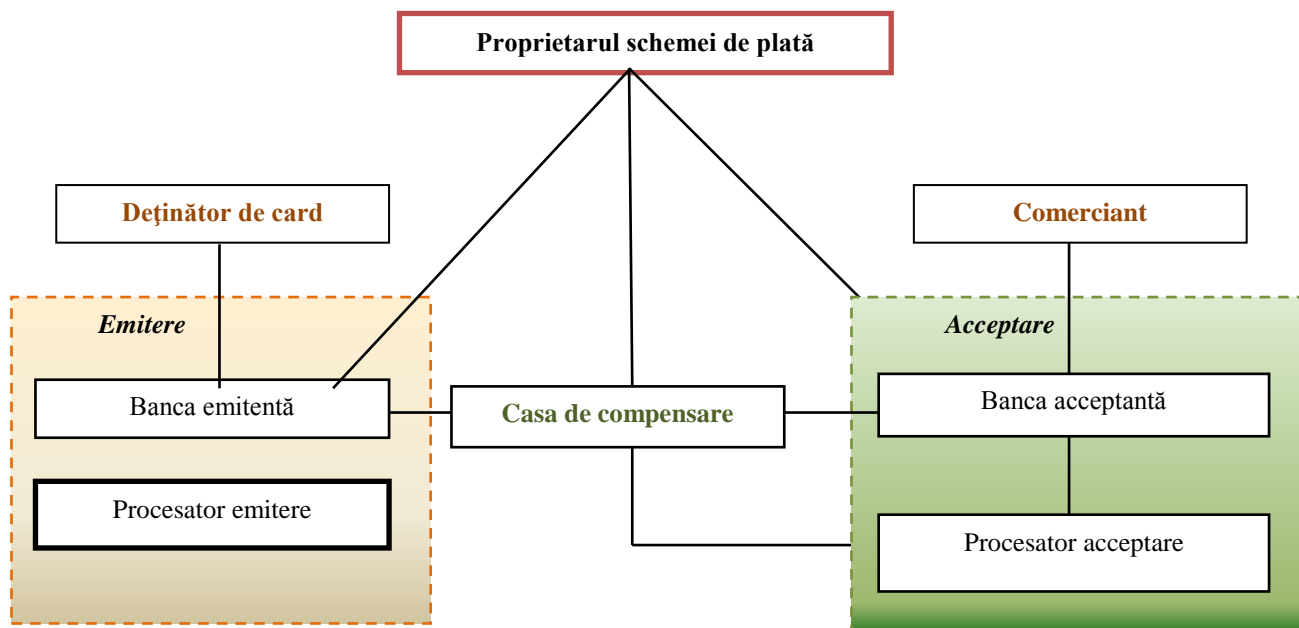 Proprietarul schemei de plată
Deţinător de card
Comerciant
Emitere
Acceptare
Banca emitentă
Casa de compensare
Banca acceptantă
Procesator emitere
Procesator acceptare